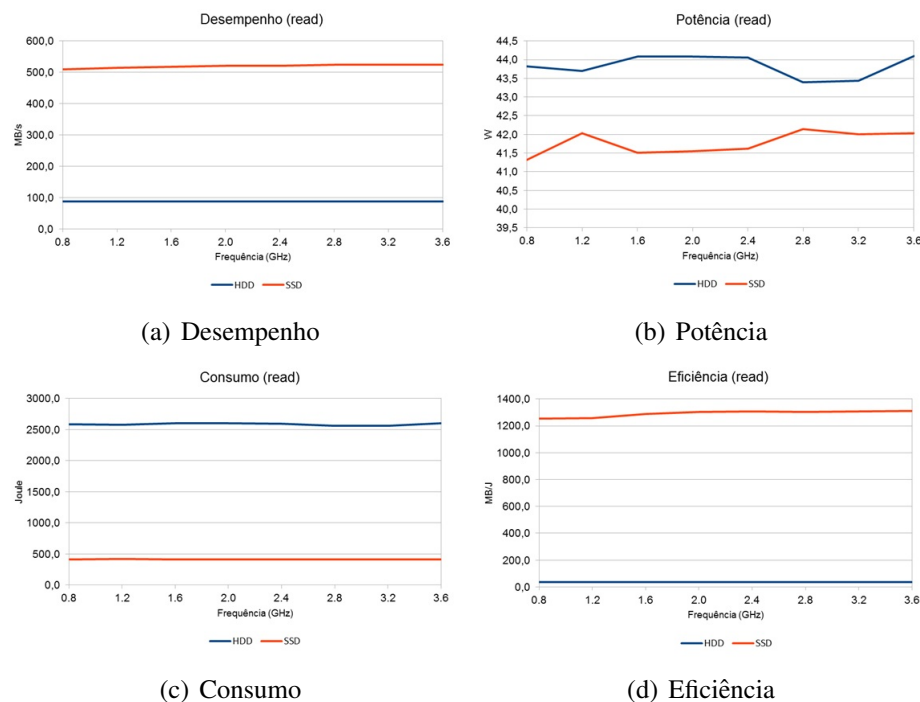 Desempenho (read)
600,0
500,0
400,0
300,0
200,0
100,0
0,0
MB/s
0.8 1.2 1.6 2.0 2.4 2.8 3.2 3.6
Frequência (GHz)
HDD SSD
(a) Desempenho
Potência (read)
44,5
44,0
43,5
43,0
42,5
42,0
41,5
41,0
40,5
40,0
39,5
W
0.8 1.2 1.6 2.0 2.4 2.8 3.2 3.6
Frequência (GHz)
HDD SSD
(b) Potência
Consumo (read)
3000,0
2500,0
2000,0
1500,0
1000,0
500,0
0,0
Joule
0.8 1.2 1.6 2.0 2.4 2.8 3.2 3.6
Frequência (GHz)
HDD SSD
(c) Consumo
Eficiência (read)
1400,0
1200,0
1000,0
800,0
600,0
400,0
200,0
0,0
MB/J
0.8 1.2 1.6 2.0 2.4 2.8 3.2 3.6
Frequência (GHz)
HDD SSD
(d) Eficiência